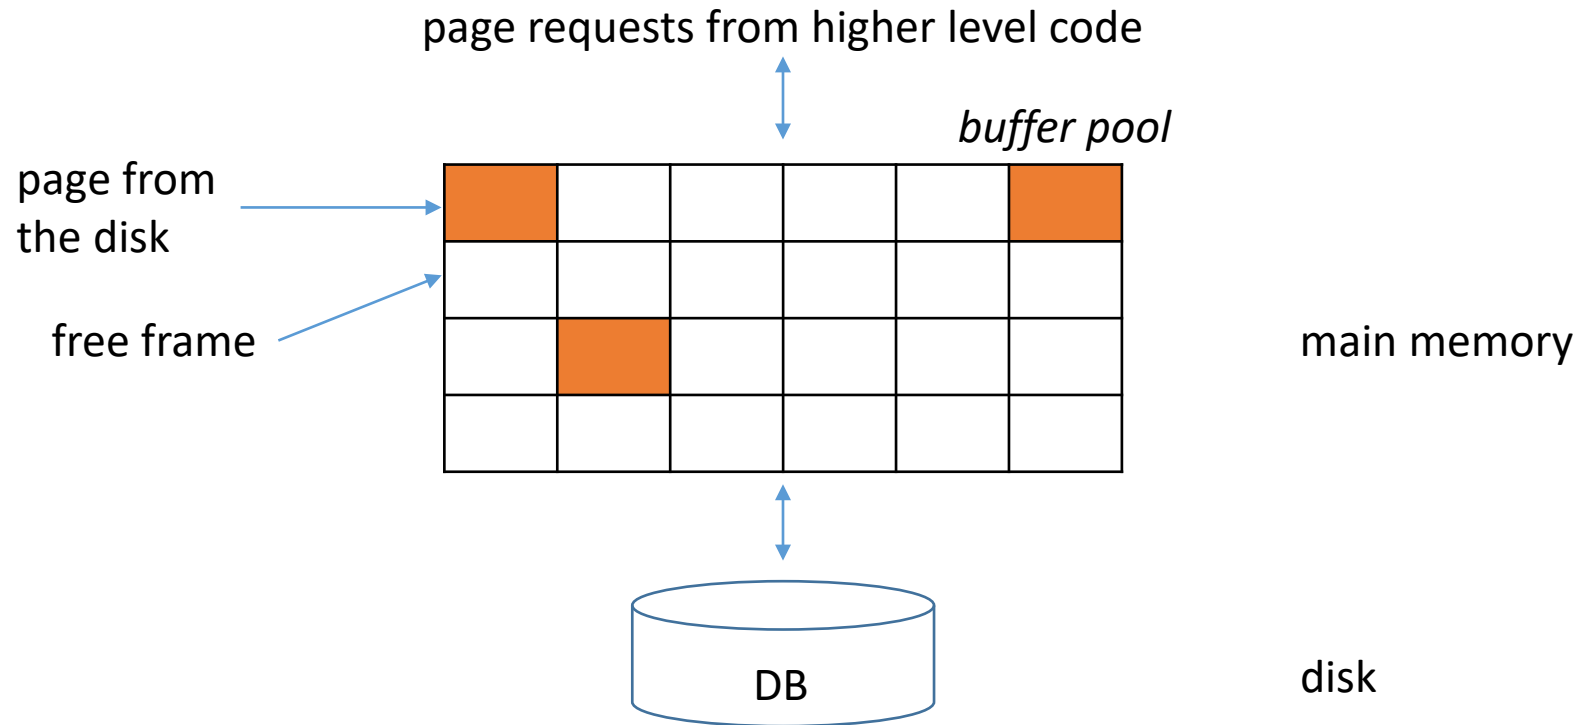 page requests from higher level code
buffer pool
page from
the disk
free frame
main memory
DB
disk